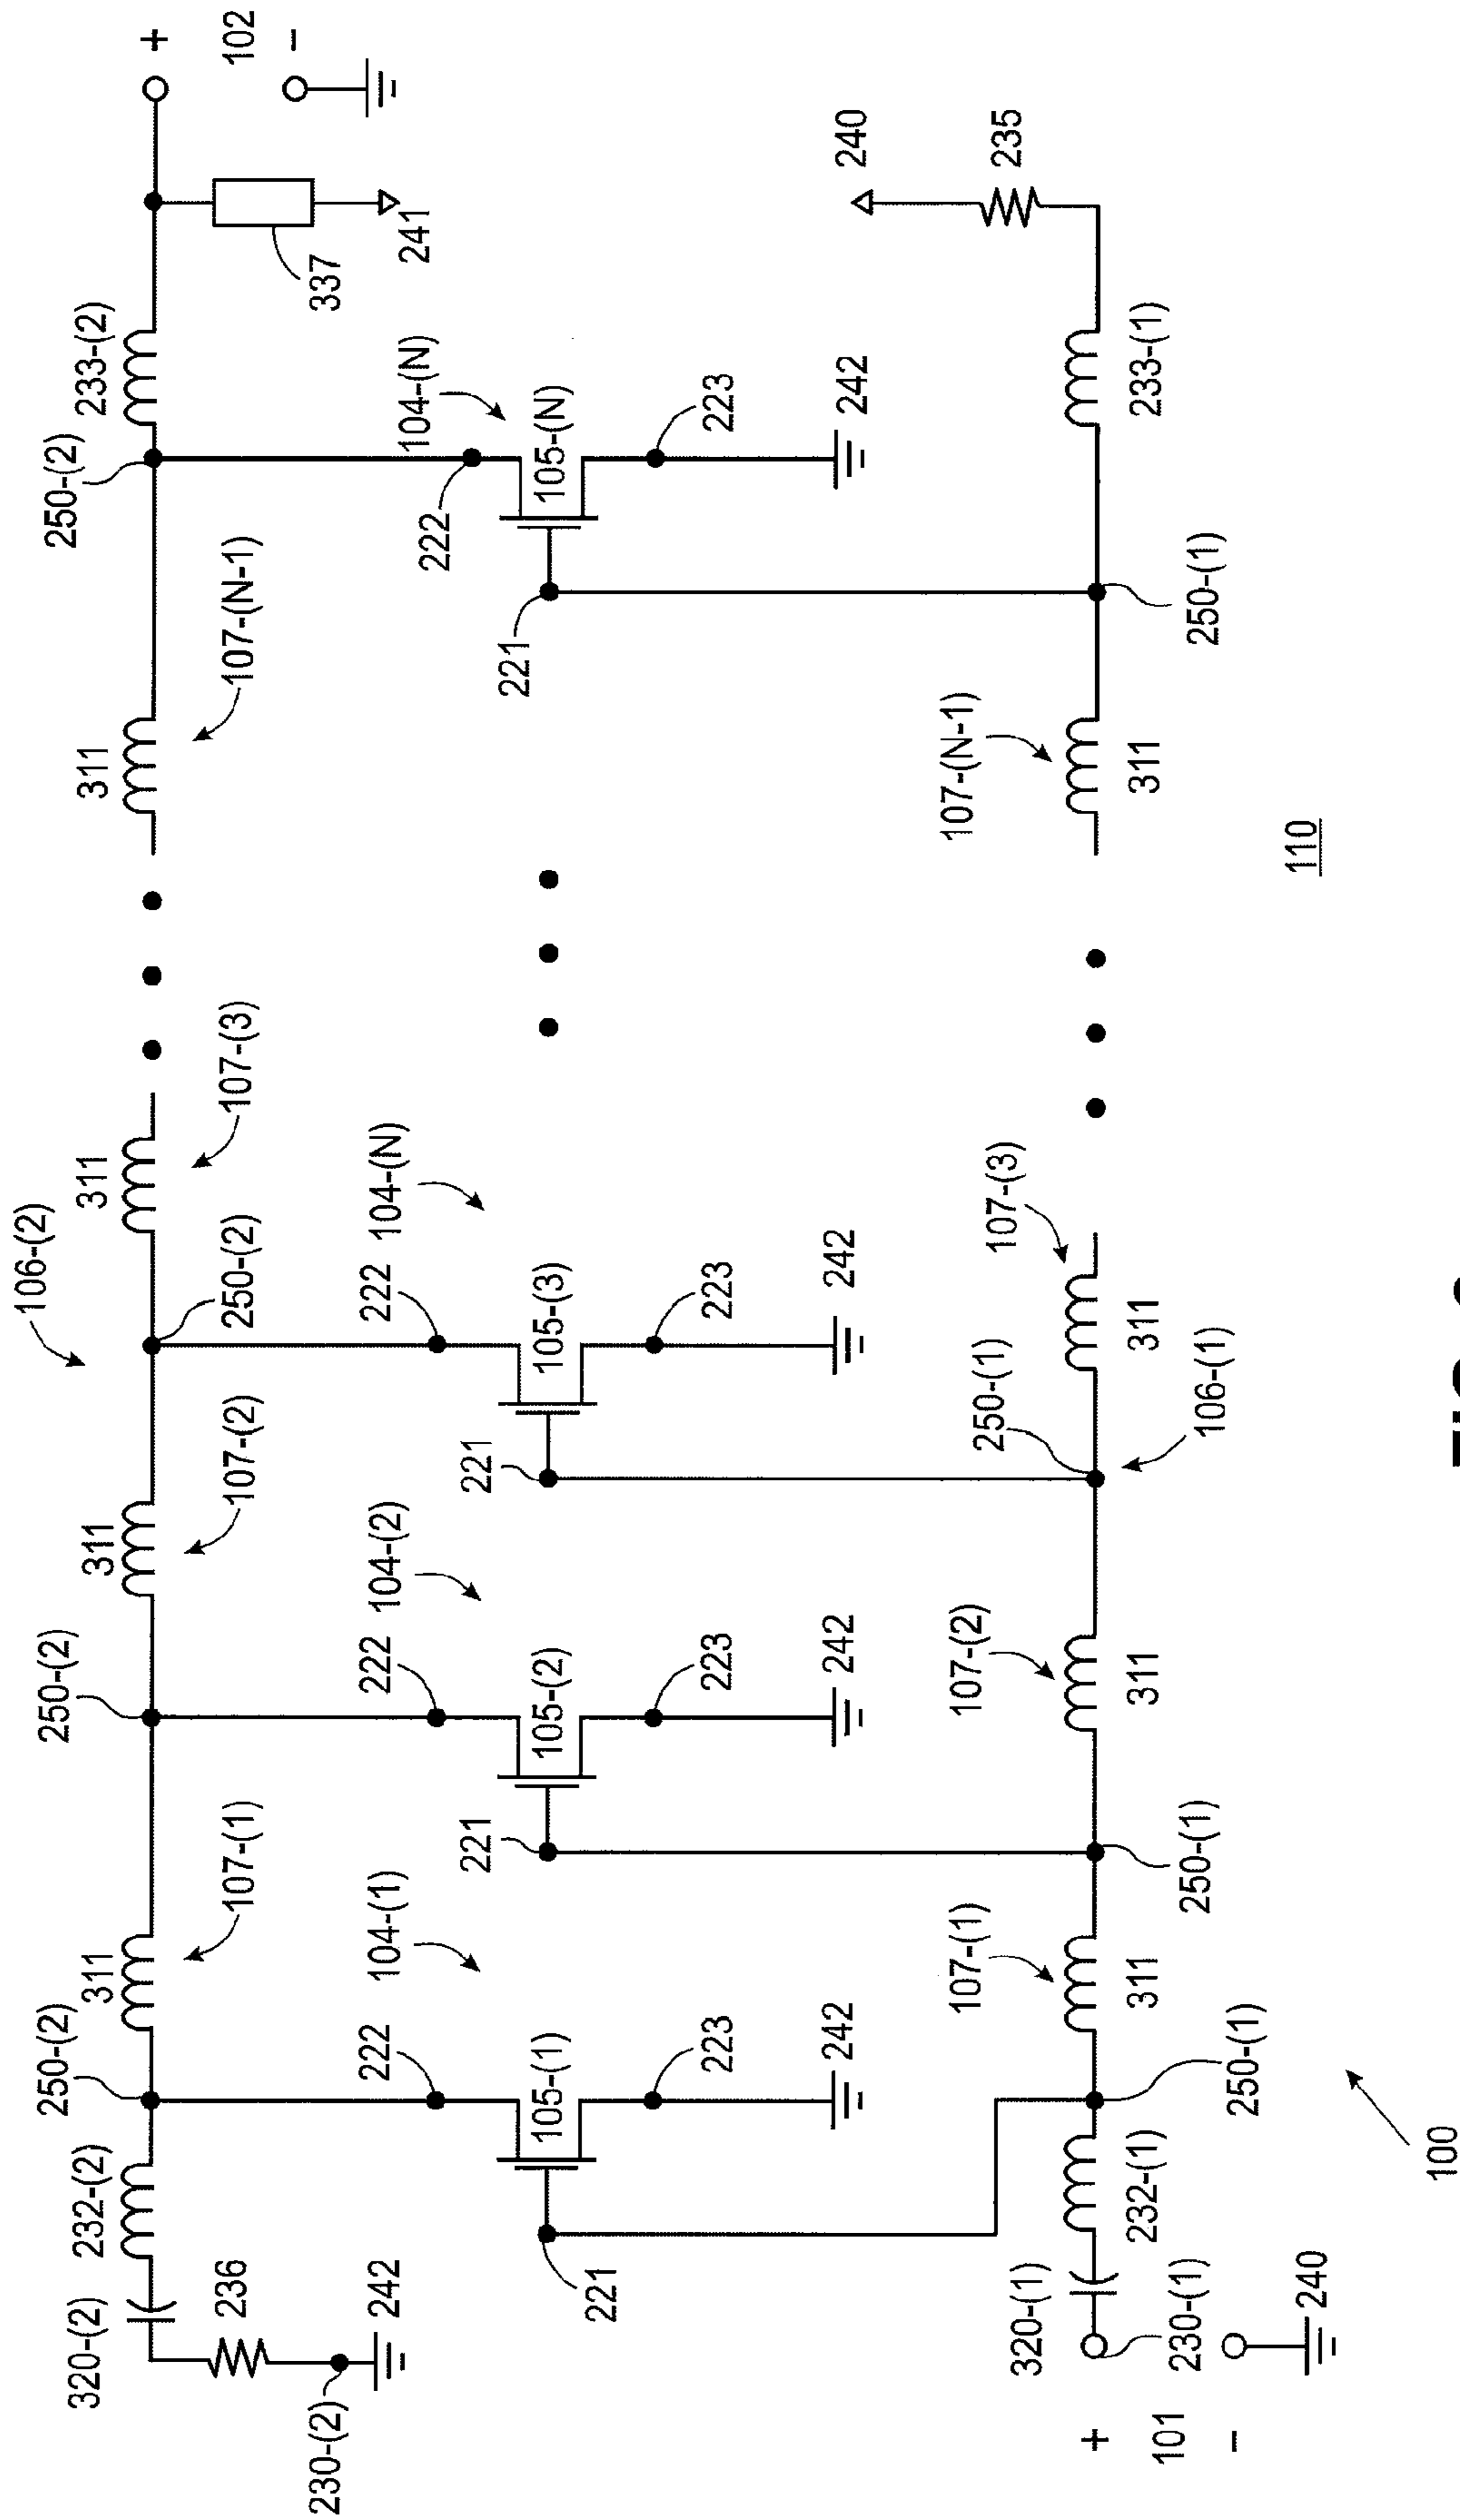 106-(2)
250-(2) 250-(2) 250-(2)
320-(2) 232-(2) 311 311 311 311 233-(2)
+
236 107-(1) 107-(2) 250-(2) 107-(3) 107-(N-1) 102
-
230-(2) 337
242 222 104-(1) 222 104-(2) 222 104-(N) 104-(N) 241
222
221 221
221
105-(1) 105-(2) 105-(3) 105-(N)
221
223 223 223 223
242 242 242 242 240
107-(1) 107-(2) 107-(N-1)
250-(1) 107-(3) 235
320-(1)
+
232-(1) 311 311 311 311 233-(1)
101
230-(1) 250-(1) 106-(1) 250-(1)
- 250-(1)
240 110
100